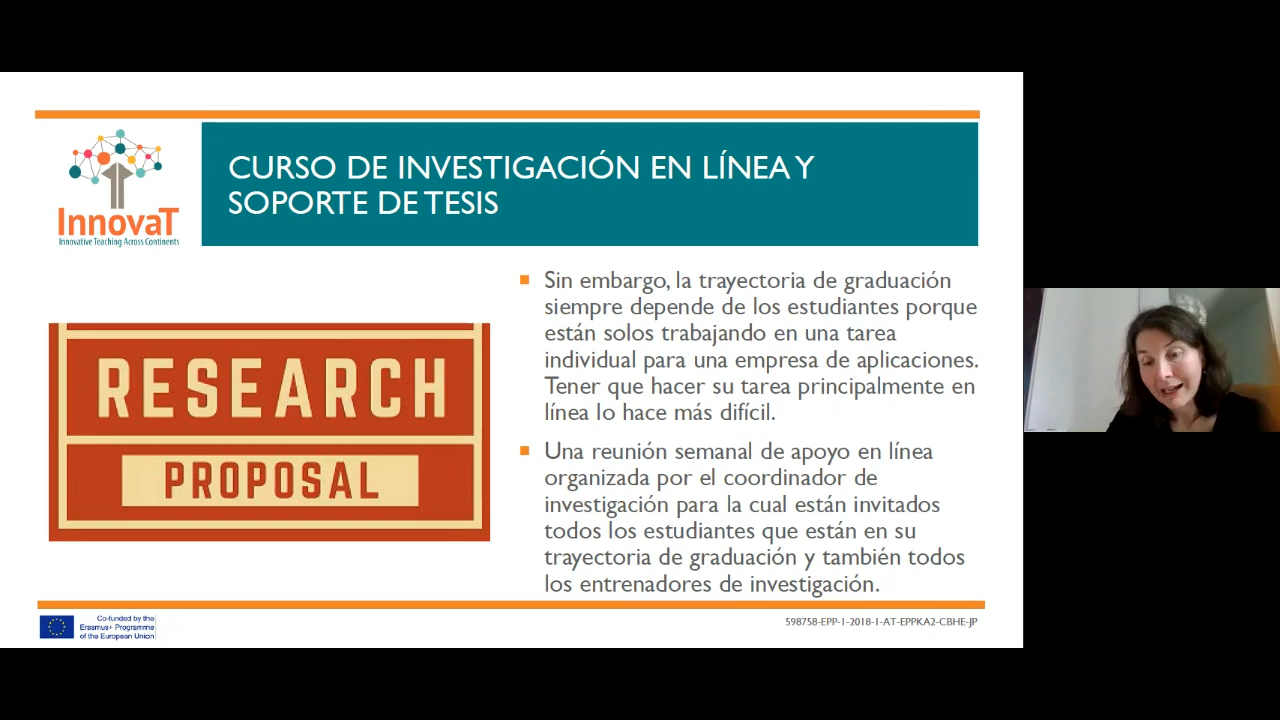 CURSO DE INVESTIGACIÓN EN LÍNEA Y
SOPORTE DE TESIS
InnovaT
Innovative Teaching Across Continents
RESEARCH
PROPOSAL
Sin embargo, la trayectoria de graduación
siempre depende de los estudiantes porque
están solos trabajando en una tarea
individual para una empresa de aplicaciones.
Tener que hacer su tarea principalmente en
línea lo hace más difícil.
Una reunión semanal de apoyo en línea
organizada por el coordinador de
investigación para la cual están invitados
todos los estudiantes que están en su
trayectoria de graduación y también todos
los entrenadores de investigación.
Co-funded by the
Erasmus+ Programme
of the European Union
598758-EPP-1-2018-1-AT-EPPKA2-CBHE-JP